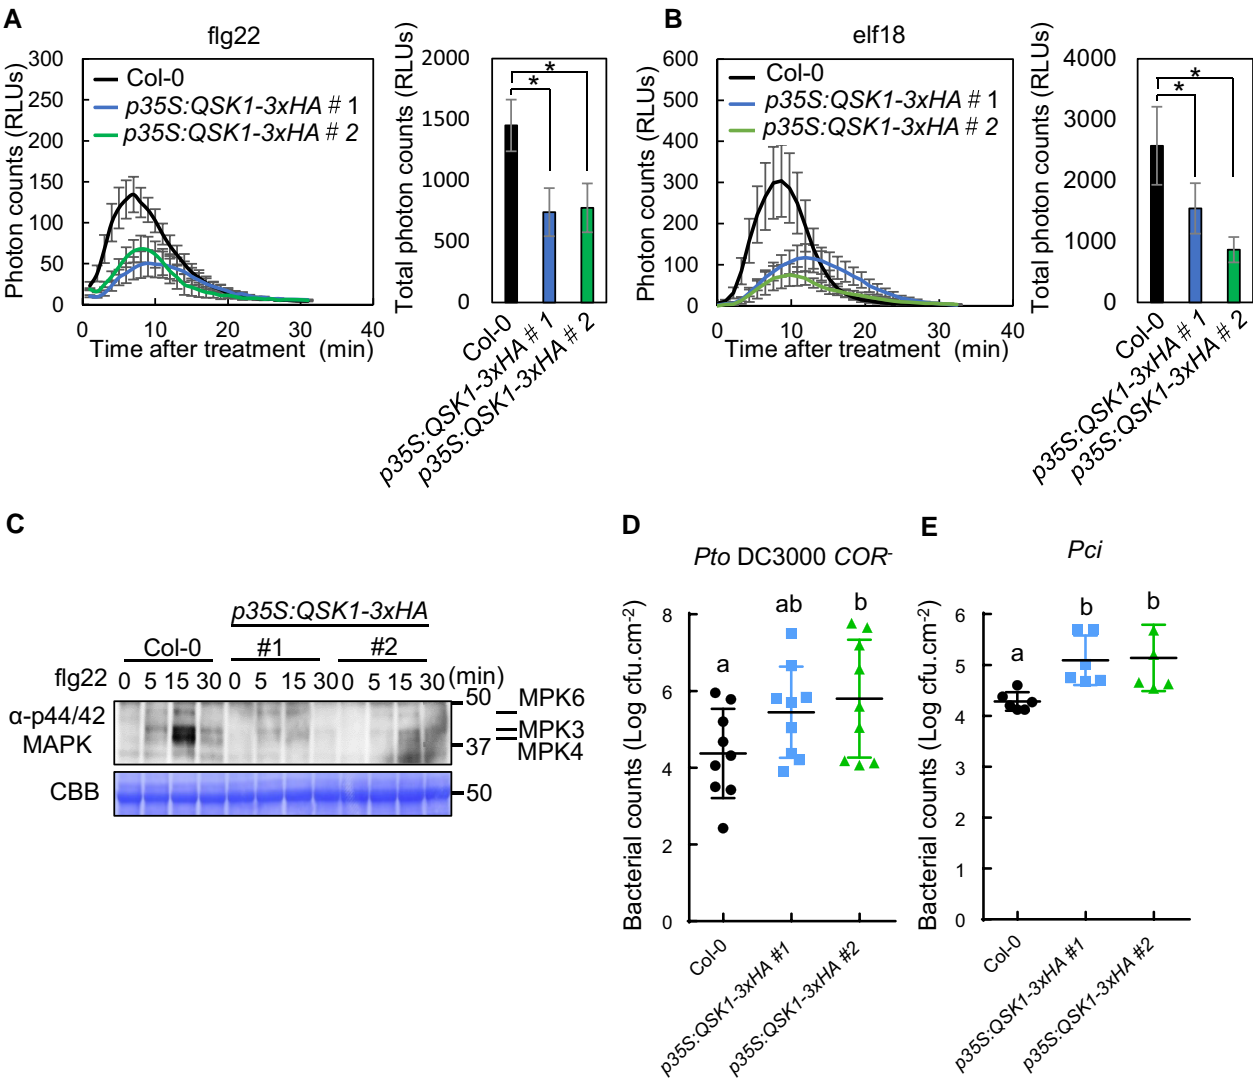 A
flg22
Photon counts (RLUs)
300
250
200
150
100
50
0
Col-0
p35S:QSK1-3xHA # 1
p35S:QSK1-3xHA # 2
0 10 20 30 40
Time after treatment (min)
Total photon counts (RLUs)
2000
1500
1000
500
0
*
*
Col-0
p35S:QSK1-3xHA # 1
p35S:QSK1-3xHA # 2
B
elf18
Photon counts (RLUs)
600
500
400
300
200
100
0
Col-0
p35S:QSK1-3xHA # 1
p35S:QSK1-3xHA # 2
0 10 20 30 40
Time after treatment (min)
Total photon counts (RLUs)
4000
3000
2000
1000
0
*
*
Col-0
p35S:QSK1-3xHA # 1
p35S:QSK1-3xHA # 2
C
p35S:QSK1-3xHA
Col-0 #1 #2
flg22 0 5 15 30 0 5 15 30 0 5 15 30 (min)
α-p44/42
MAPK
50
37
MPK6
MPK3
MPK4
CBB
50
D
Pto DC3000 COR-
Bacterial counts (Log cfu.cm-2)
8
6
4
2
0
a
ab
b
Col-0
p35S:QSK1-3xHA #1
p35S:QSK1-3xHA #2
E
Pci
Bacterial counts (Log cfu.cm-2)
6
5
4
3
2
1
0
a
b
b
Col-0
p35S:QSK1-3xHA #1
p35S:QSK1-3xHA #2